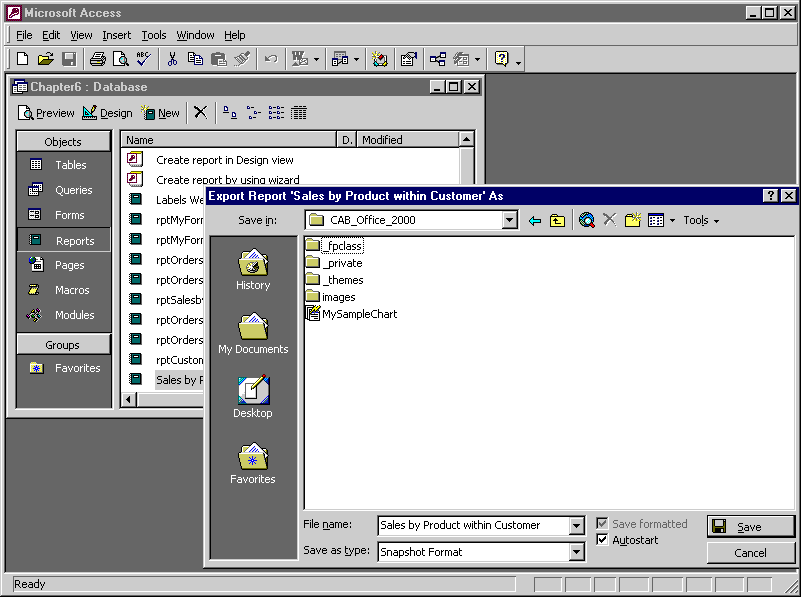 Microsoft Access
File Edit View Insert Tools Window Help
Chapter6 : Database
Preview Design New
Objects
Tables
Queries
Forms
Reports
Pages
Macros
Modules
Groups
Favorites
Name D. Modified
Create report in Design view
Create report by using wizard
Labels We
rptMyForm
rptMyForm
rptOrders
rptOrders
rptSalesby
rptOrders
rptOrders
rptCustom
Sales by P
Export Report 'Sales by Product within Customer' As
Save in: CAB_Office_2000 Tools
History
My Documents
Desktop
Favorites
_fpclass
_private
_themes
images
MySampleChart
File name: Sales by Product within Customer
Save as type: Snapshot Format
Save formatted
Autostart
Save
Cancel
Ready